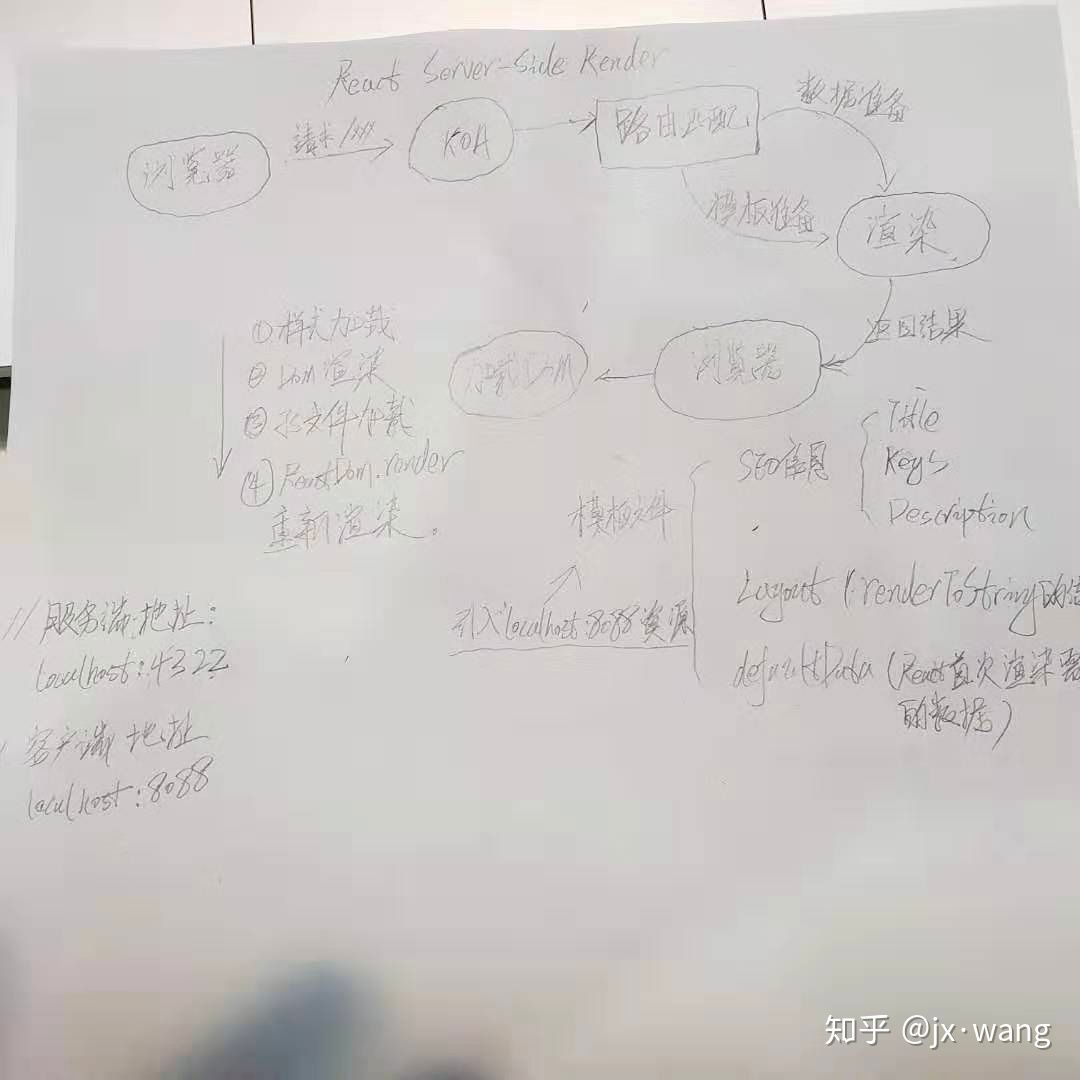 React Server-Side Render
浏览器
请求/xxx
KOA
路由匹配
数据准备
模板准备
渲染
返回结果
浏览器
加载Dom
①样式加载
②Dom渲染
③js文件加载
④ReactDom.render
重新渲染。
模板文件
引入localhost:8088资源
SEO信息
Title
Keys
Description
Layout (renderToString的
defaultData (React首次渲染需
的数据)
//服务端地址:
localhost:4322
/ 客户端地址
localhost:8088
知乎 @jx·wang